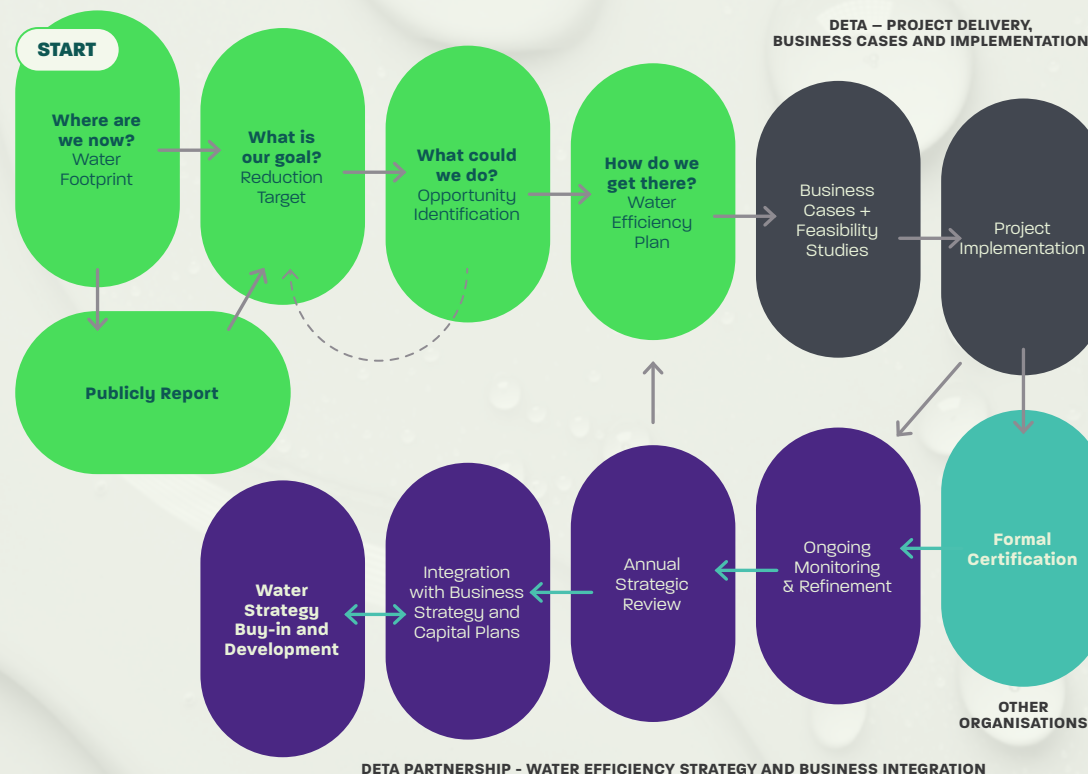 START
DETA – PROJECT DELIVERY,
BUSINESS CASES AND IMPLEMENTATION
Where are
we now?
Water
Footprint
What is
our goal?
Reduction
Target
What could
we do?
Opportunity
Identification
How do we
get there?
Water
Efficiency
Plan
Business
Cases +
Feasibility
Studies
Project
Implementation
Publicly Report
Water
Strategy
Buy-in and
Development
Integration
with Business
Strategy and
Capital Plans
Annual
Strategic
Review
Ongoing
Monitoring
& Refinement
Formal
Certification
OTHER
ORGANISATIONS
DETA PARTNERSHIP - WATER EFFICIENCY STRATEGY AND BUSINESS INTEGRATION